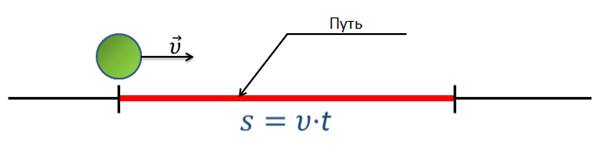 Путь
v⃗
s = υ·t